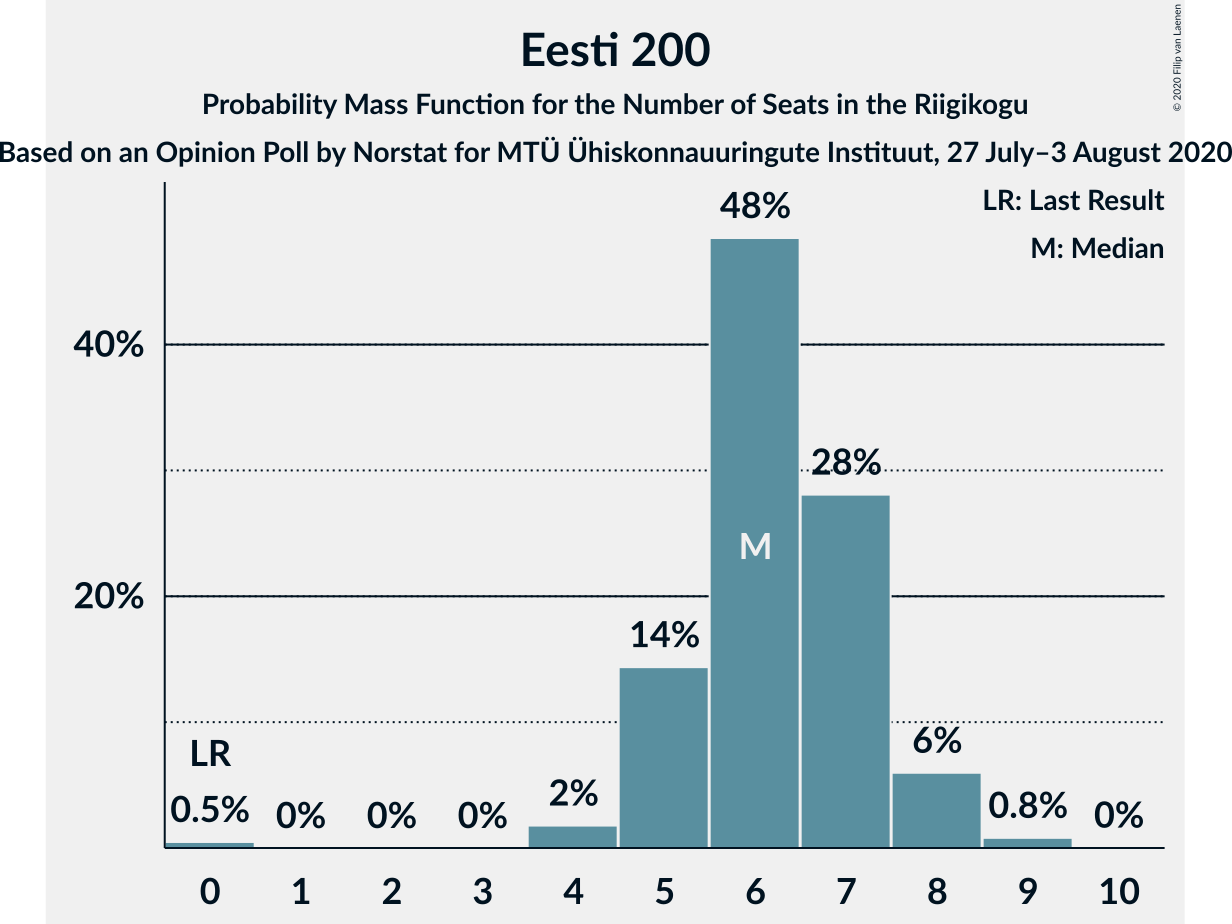 Eesti 200
Probability Mass Function for the Number of Seats in the Riigikogu
Based on an Opinion Poll by Norstat for MTÜ Ühiskonnauuringute Instituut, 27 July–3 August 2020
© 2020 Filip van Laenen
LR: Last Result
M: Median
48%
40%
28%
M
20%
14%
6%
LR
0.5% 0% 0% 0% 2% 0.8% 0%
0 1 2 3 4 5 6 7 8 9 10